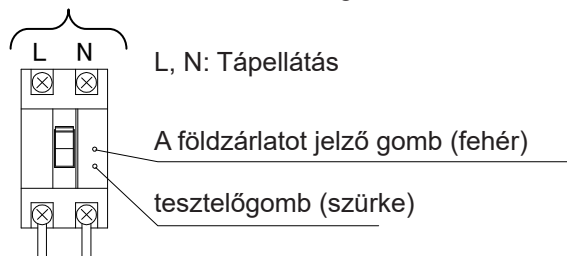 L N
L, N: Tápellátás
A földzárlatot jelző gomb (fehér)
tesztelőgomb (szürke)